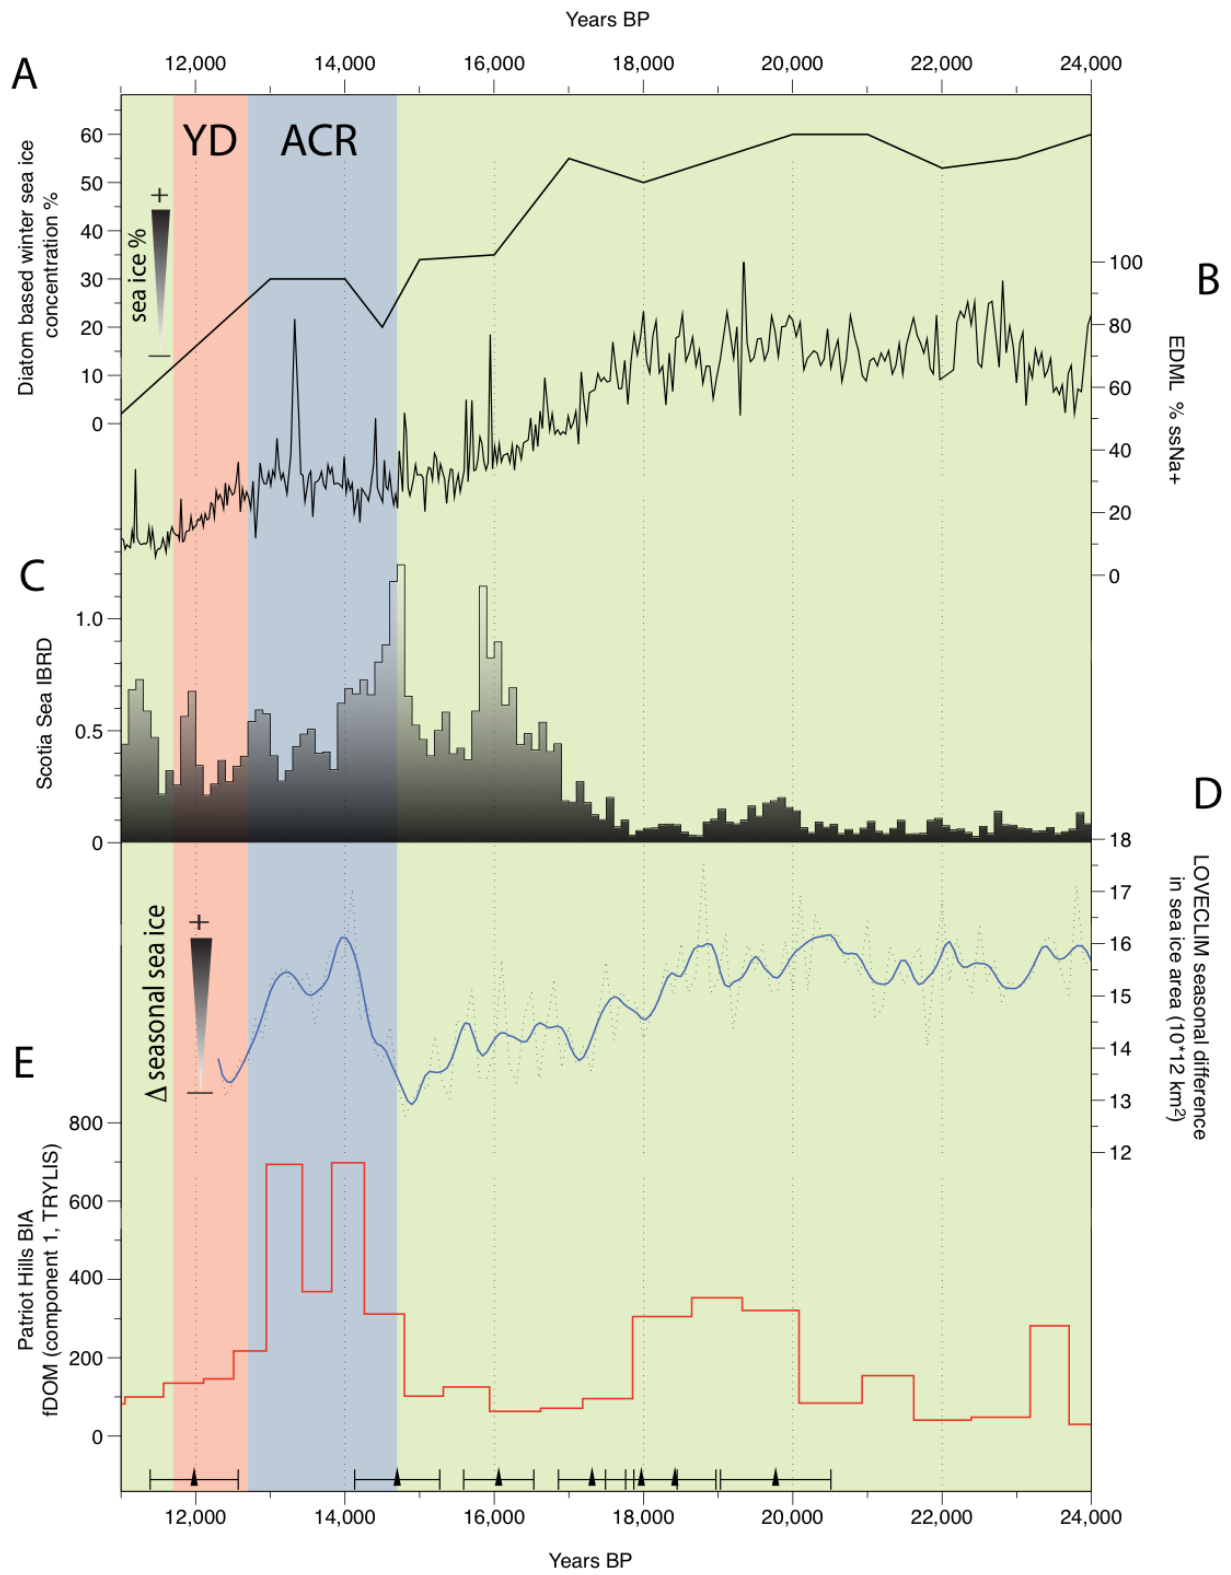 Years BP
12,000 14,000 16,000 18,000 20,000 22,000 24,000
A
YD ACR
Diatom based winter sea ice
concentration %
60
50
40
30
20
10
0
+
sea ice %
B
100
80
60
40
20
0
EDML % ssNa+
C
Scotia Sea IBRD
1.0
0.5
0
D
18
17
16
15
14
13
12
LOVECLIM seasonal difference
in sea ice area (10*12 km²)
+
Δ seasonal sea ice
E
Patriot Hills BIA
fDOM (component 1, TRYLIS)
800
600
400
200
0
12,000 14,000 16,000 18,000 20,000 22,000 24,000
Years BP